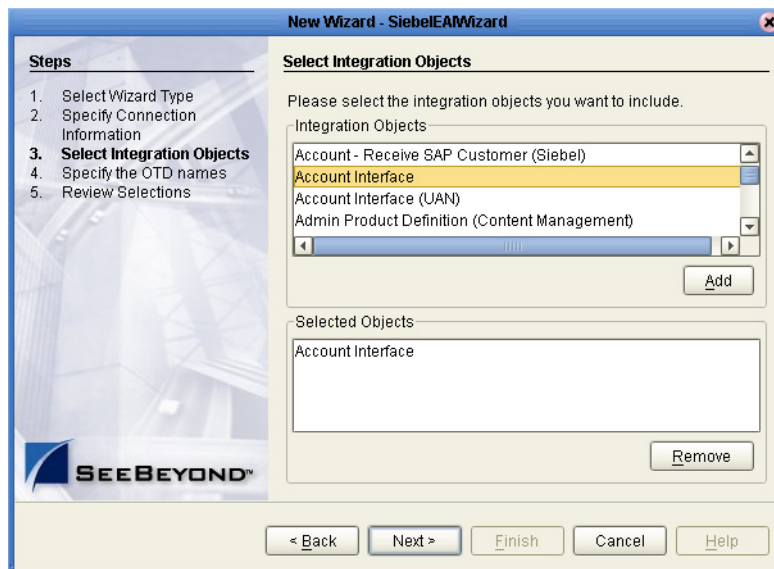 New Wizard - SiebelEAIWizard
Steps
1. Select Wizard Type
2. Specify Connection
Information
3. Select Integration Objects
4. Specify the OTD names
5. Review Selections
SEEBEYOND™
Select Integration Objects
Please select the integration objects you want to include.
Integration Objects
Account - Receive SAP Customer (Siebel)
Account Interface
Account Interface (UAN)
Admin Product Definition (Content Management)
Add
Selected Objects
Account Interface
Remove
< Back
Next >
Finish
Cancel
Help